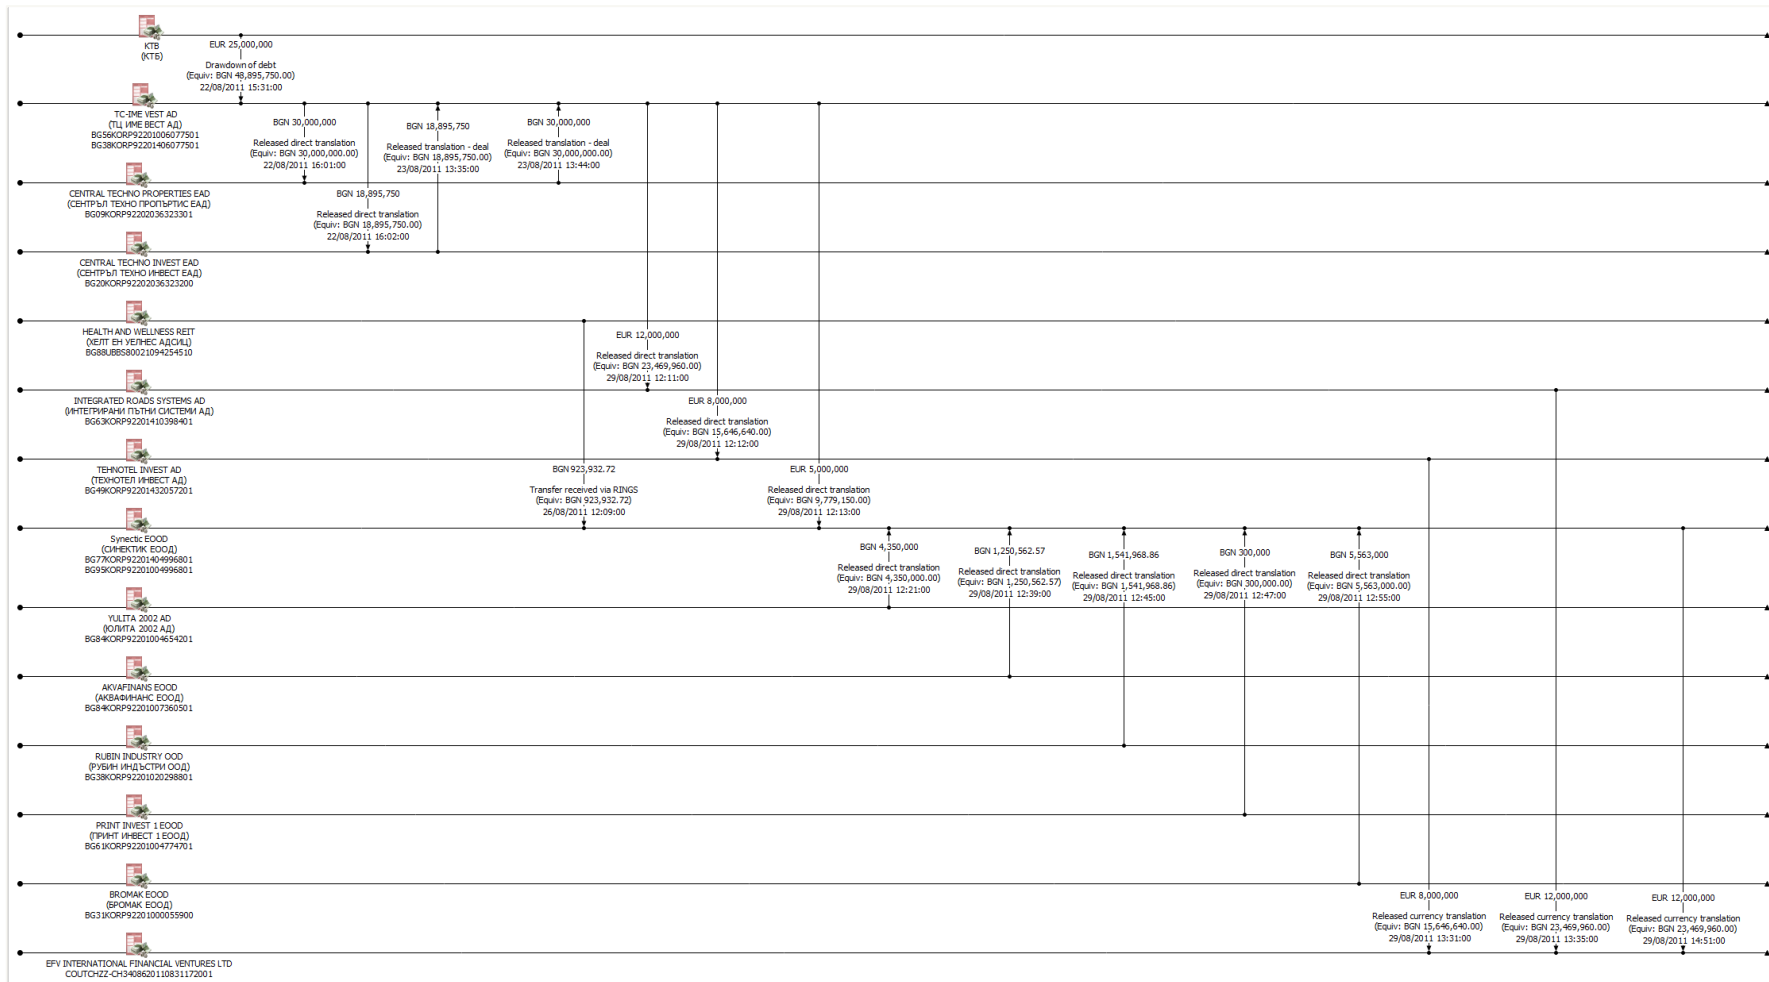 KTB
(КТБ)
EUR 25,000,000
Drawdown of debt
(Equiv: BGN 48,895,750.00)
22/08/2011 15:31:00
TC-IME VEST AD
(ТЦ ИМЕ ВЕСТ АД)
BG56KORP92201006077501
BG38KORP92201406077501
BGN 30,000,000
Released direct translation
(Equiv: BGN 30,000,000.00)
22/08/2011 16:01:00
BGN 18,895,750
Released translation - deal
(Equiv: BGN 18,895,750.00)
23/08/2011 13:35:00
BGN 30,000,000
Released translation - deal
(Equiv: BGN 30,000,000.00)
23/08/2011 13:44:00
CENTRAL TECHNO PROPERTIES EAD
(СЕНТРЪЛ ТЕХНО ПРОПЪРТИС ЕАД)
BG09KORP92202036323301
BGN 18,895,750
Released direct translation
(Equiv: BGN 18,895,750.00)
22/08/2011 16:02:00
CENTRAL TECHNO INVEST EAD
(СЕНТРЪЛ ТЕХНО ИНВЕСТ ЕАД)
BG20KORP92202036323200
HEALTH AND WELLNESS REIT
(ХЕЛТ ЕН УЕЛНЕС АДСИЦ)
BG88UBBS80021094254510
EUR 12,000,000
Released direct translation
(Equiv: BGN 23,469,960.00)
29/08/2011 12:11:00
INTEGRATED ROADS SYSTEMS AD
(ИНТЕГРИРАНИ ПЪТНИ СИСТЕМИ АД)
BG63KORP92201410398401
EUR 8,000,000
Released direct translation
(Equiv: BGN 15,646,640.00)
29/08/2011 12:12:00
TEHNOTEL INVEST AD
(ТЕХНОТЕЛ ИНВЕСТ АД)
BG49KORP92201432057201
BGN 923,932.72
Transfer received via RINGS
(Equiv: BGN 923,932.72)
26/08/2011 12:09:00
EUR 5,000,000
Released direct translation
(Equiv: BGN 9,779,150.00)
29/08/2011 12:13:00
Synectic EOOD
(СИНЕКТИК ЕООД)
BG77KORP92201404996801
BG95KORP92201004996801
BGN 4,350,000
Released direct translation
(Equiv: BGN 4,350,000.00)
29/08/2011 12:21:00
BGN 1,250,562.57
Released direct translation
(Equiv: BGN 1,250,562.57)
29/08/2011 12:39:00
BGN 1,541,968.86
Released direct translation
(Equiv: BGN 1,541,968.86)
29/08/2011 12:45:00
BGN 300,000
Released direct translation
(Equiv: BGN 300,000.00)
29/08/2011 12:47:00
BGN 5,563,000
Released direct translation
(Equiv: BGN 5,563,000.00)
29/08/2011 12:55:00
YULITA 2002 AD
(ЮЛИТА 2002 АД)
BG84KORP92201004654201
AKVAFINANS EOOD
(АКВАФИНАНС ЕООД)
BG84KORP92201007360501
RUBIN INDUSTRY OOD
(РУБИН ИНДЪСТРИ ООД)
BG38KORP92201020298801
PRINT INVEST 1 EOOD
(ПРИНТ ИНВЕСТ 1 ЕООД)
BG61KORP92201004774701
BROMAK EOOD
(БРОМАК ЕООД)
BG31KORP92201000055900
EUR 8,000,000
Released currency translation
(Equiv: BGN 15,646,640.00)
29/08/2011 13:31:00
EUR 12,000,000
Released currency translation
(Equiv: BGN 23,469,960.00)
29/08/2011 13:35:00
EUR 12,000,000
Released currency translation
(Equiv: BGN 23,469,960.00)
29/08/2011 14:51:00
EFV INTERNATIONAL FINANCIAL VENTURES LTD
COUTCHZZ-CH3408620110831172001